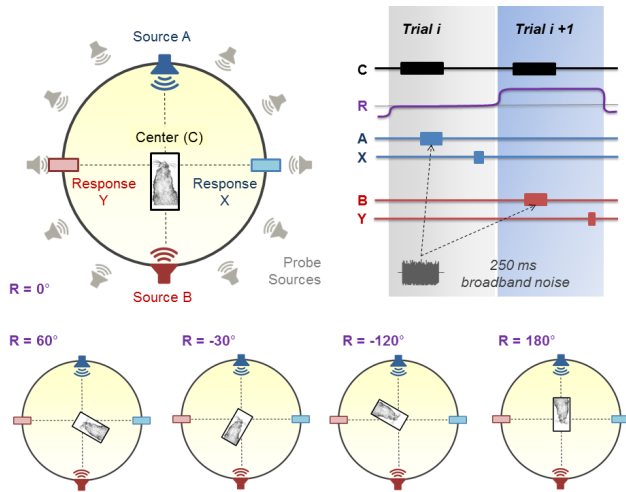 Source A
Center (C)
Response
Y
Response
X
Probe
Sources
R = 0°
Source B
Trial i
Trial i +1
C
R
A
X
B
Y
250 ms
broadband noise
R = 60°
R = -30°
R = -120°
R = 180°